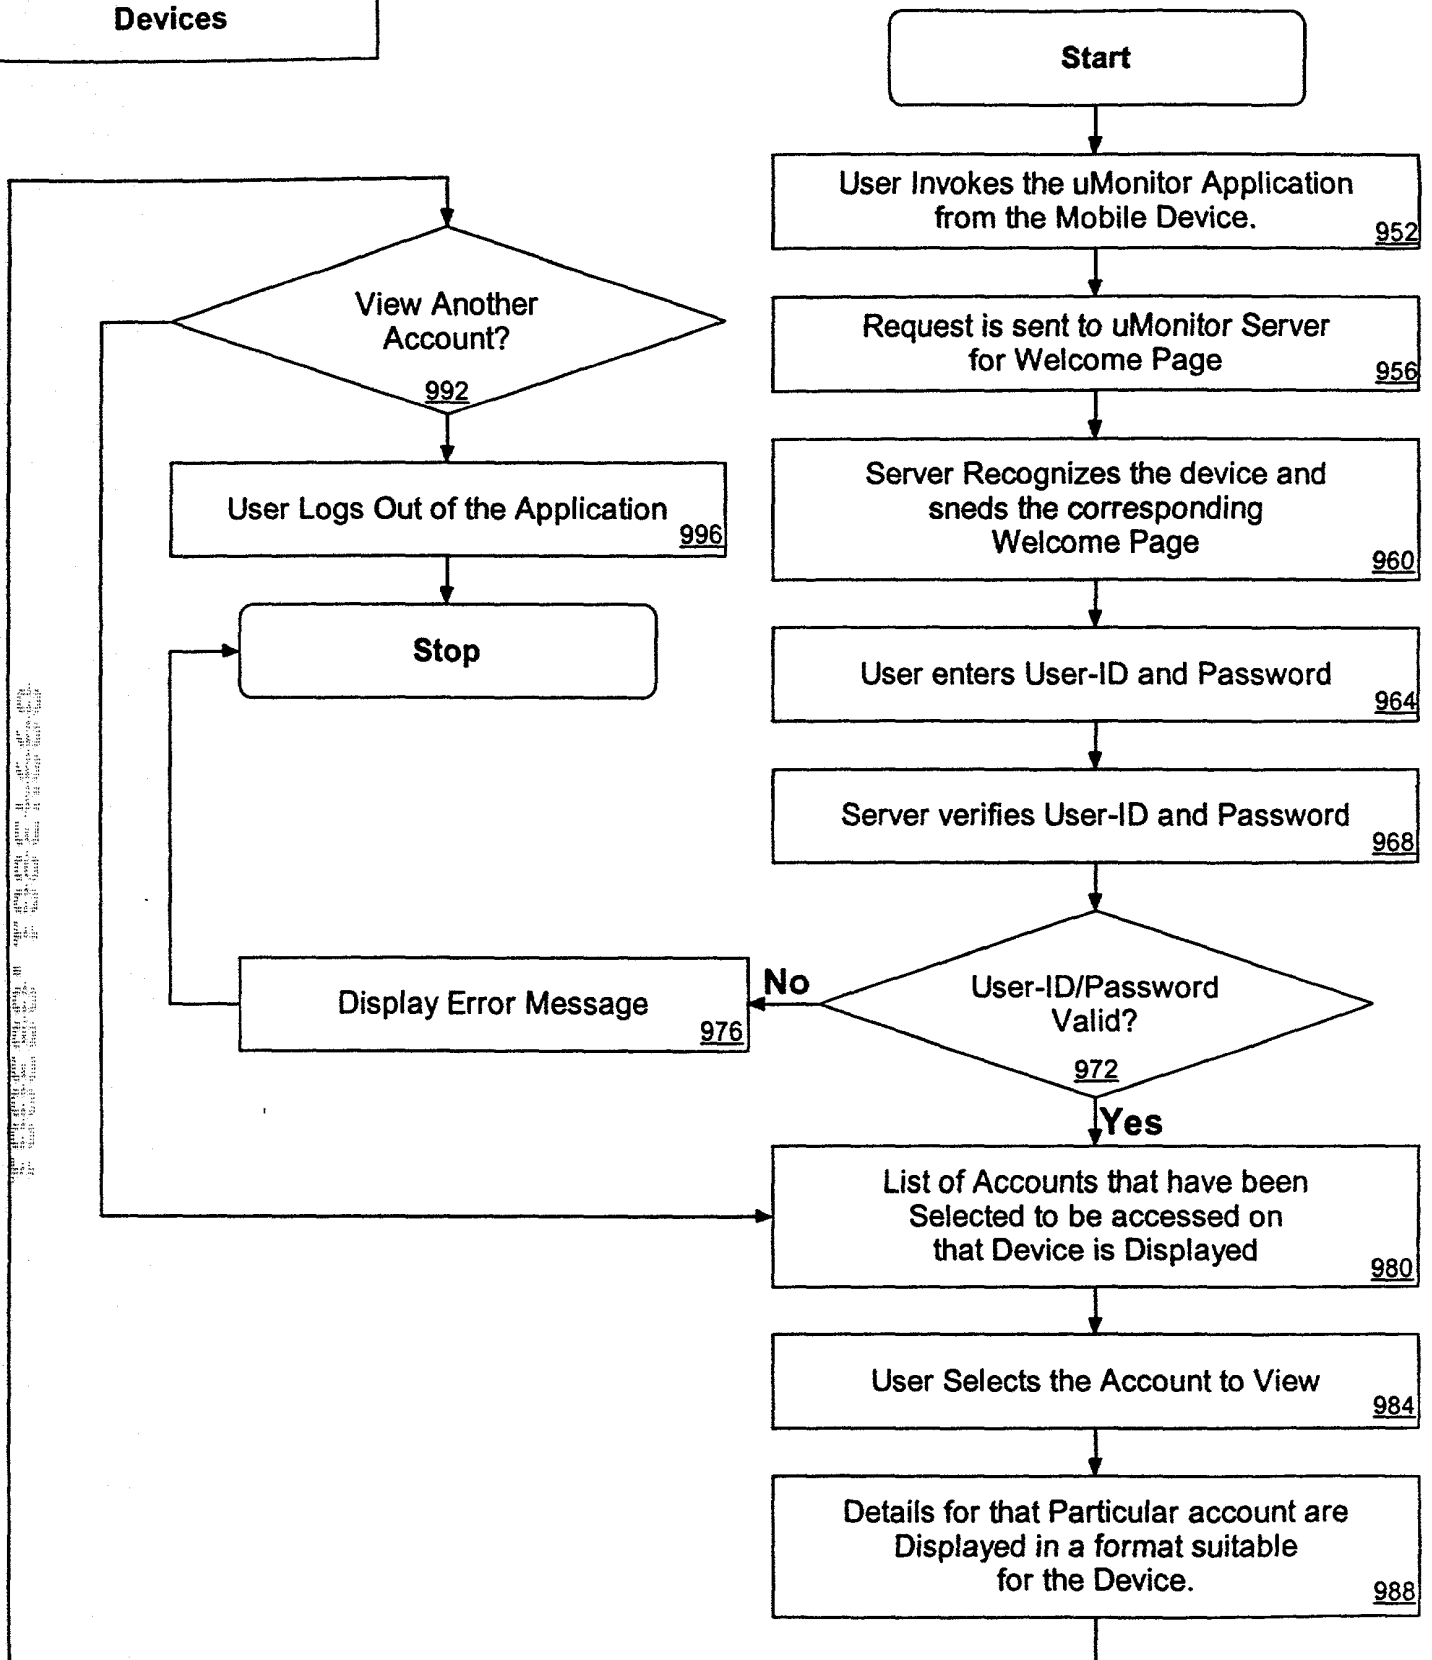 Devices
Start
User Invokes the uMonitor Application
from the Mobile Device.
952
Request is sent to uMonitor Server
for Welcome Page
956
Server Recognizes the device and
sneds the corresponding
Welcome Page
960
User enters User-ID and Password
964
Server verifies User-ID and Password
968
User-ID/Password
Valid?
972
No
Yes
Display Error Message
976
List of Accounts that have been
Selected to be accessed on
that Device is Displayed
980
User Selects the Account to View
984
Details for that Particular account are
Displayed in a format suitable
for the Device.
988
View Another
Account?
992
User Logs Out of the Application
996
Stop